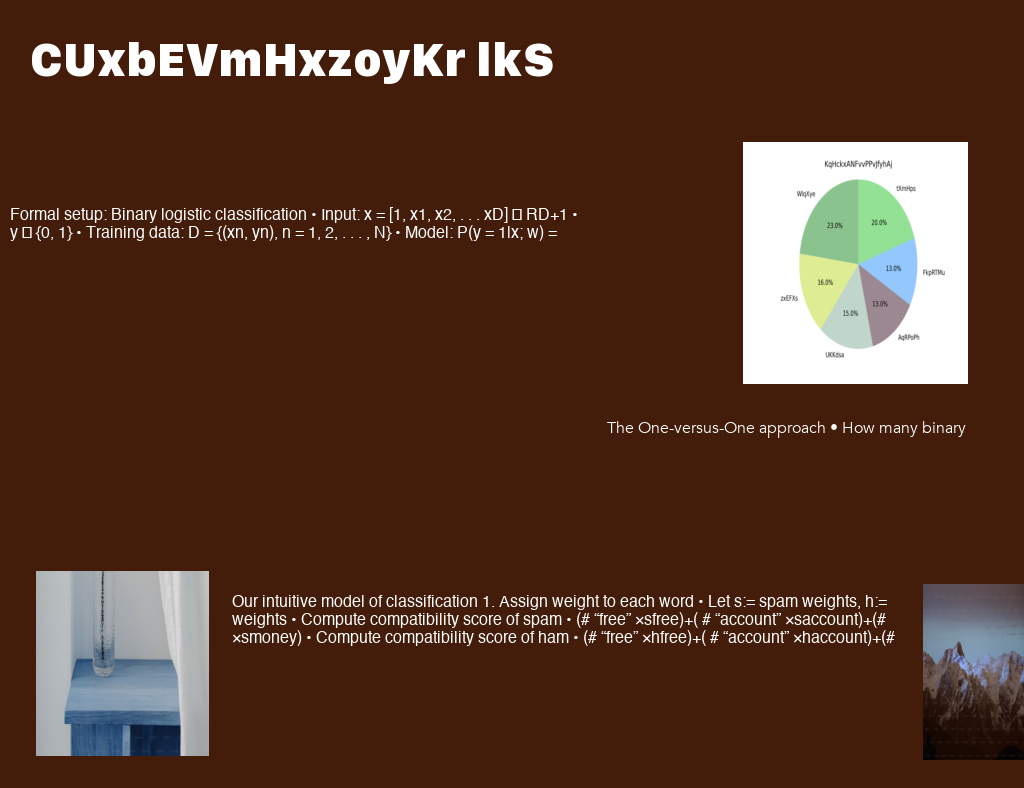 CUxbEVmHxzoyKr lkS
KqHckxANFvvPPvJfyhAj
WlqXye
tXmHps
23.0%
20.0%
Formal setup: Binary logistic classification • Input: x = [1, x1, x2, . . . xD] RD+1 •
y {0, 1} • Training data: D = {(xn, yn), n = 1, 2, . . . , N} • Model: P(y = 1|x; w) =
13.0%
FkpRTMu
16.0%
zxEFXs
13.0%
15.0%
AqRPoPh
UKKdsa
The One-versus-One approach • How many binary
Our intuitive model of classification 1. Assign weight to each word • Let s:= spam weights, h:=
weights • Compute compatibility score of spam • (# “free” ×sfree)+( # “account” ×saccount)+(#
×smoney) • Compute compatibility score of ham • (# “free” ×hfree)+( # “account” ×haccount)+(#